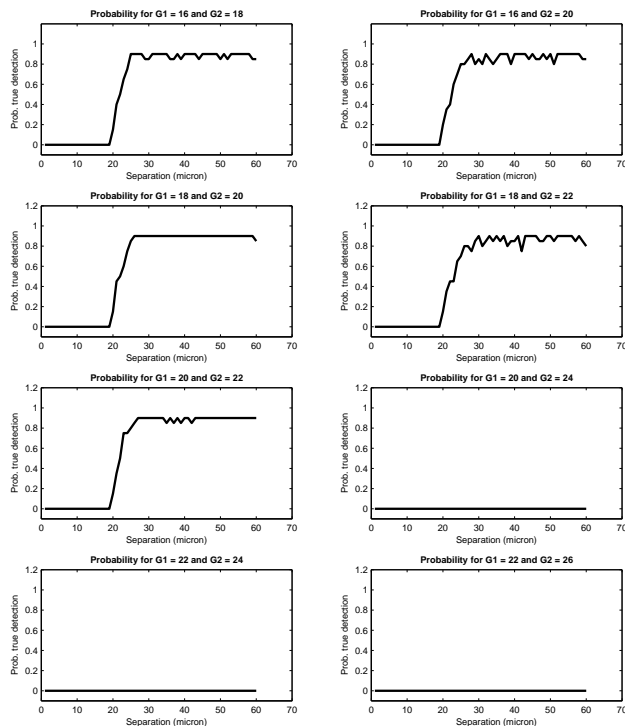 Probability for G1 = 16 and G2 = 18
1
0.8
0.6
0.4
0.2
0
Prob. true detection
0 10 20 30 40 50 60 70
Separation (micron)
Probability for G1 = 16 and G2 = 20
1
0.8
0.6
0.4
0.2
0
Prob. true detection
0 10 20 30 40 50 60 70
Separation (micron)
Probability for G1 = 18 and G2 = 20
1.2
1
0.8
0.6
0.4
0.2
0
Prob. true detection
0 10 20 30 40 50 60 70
Separation (micron)
Probability for G1 = 18 and G2 = 22
1.2
1
0.8
0.6
0.4
0.2
0
Prob. true detection
0 10 20 30 40 50 60 70
Separation (micron)
Probability for G1 = 20 and G2 = 22
1.2
1
0.8
0.6
0.4
0.2
0
Prob. true detection
0 10 20 30 40 50 60 70
Separation (micron)
Probability for G1 = 20 and G2 = 24
1.2
1
0.8
0.6
0.4
0.2
0
Prob. true detection
0 10 20 30 40 50 60 70
Separation (micron)
Probability for G1 = 22 and G2 = 24
1.2
1
0.8
0.6
0.4
0.2
0
Prob. true detection
0 10 20 30 40 50 60 70
Separation (micron)
Probability for G1 = 22 and G2 = 26
1.2
1
0.8
0.6
0.4
0.2
0
Prob. true detection
0 10 20 30 40 50 60 70
Separation (micron)